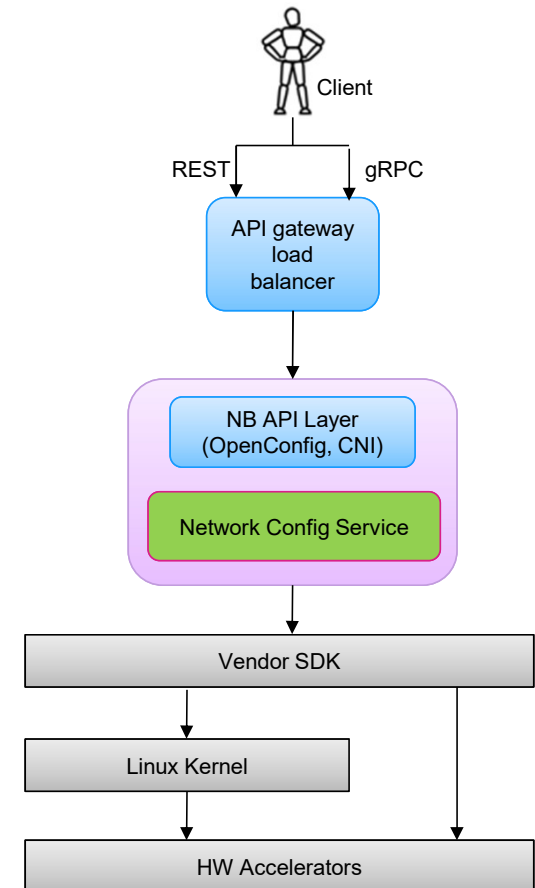 Client
REST
gRPC
API gateway
load
balancer
NB API Layer
(OpenConfig, CNI)
Network Config Service
Vendor SDK
Linux Kernel
HW Accelerators